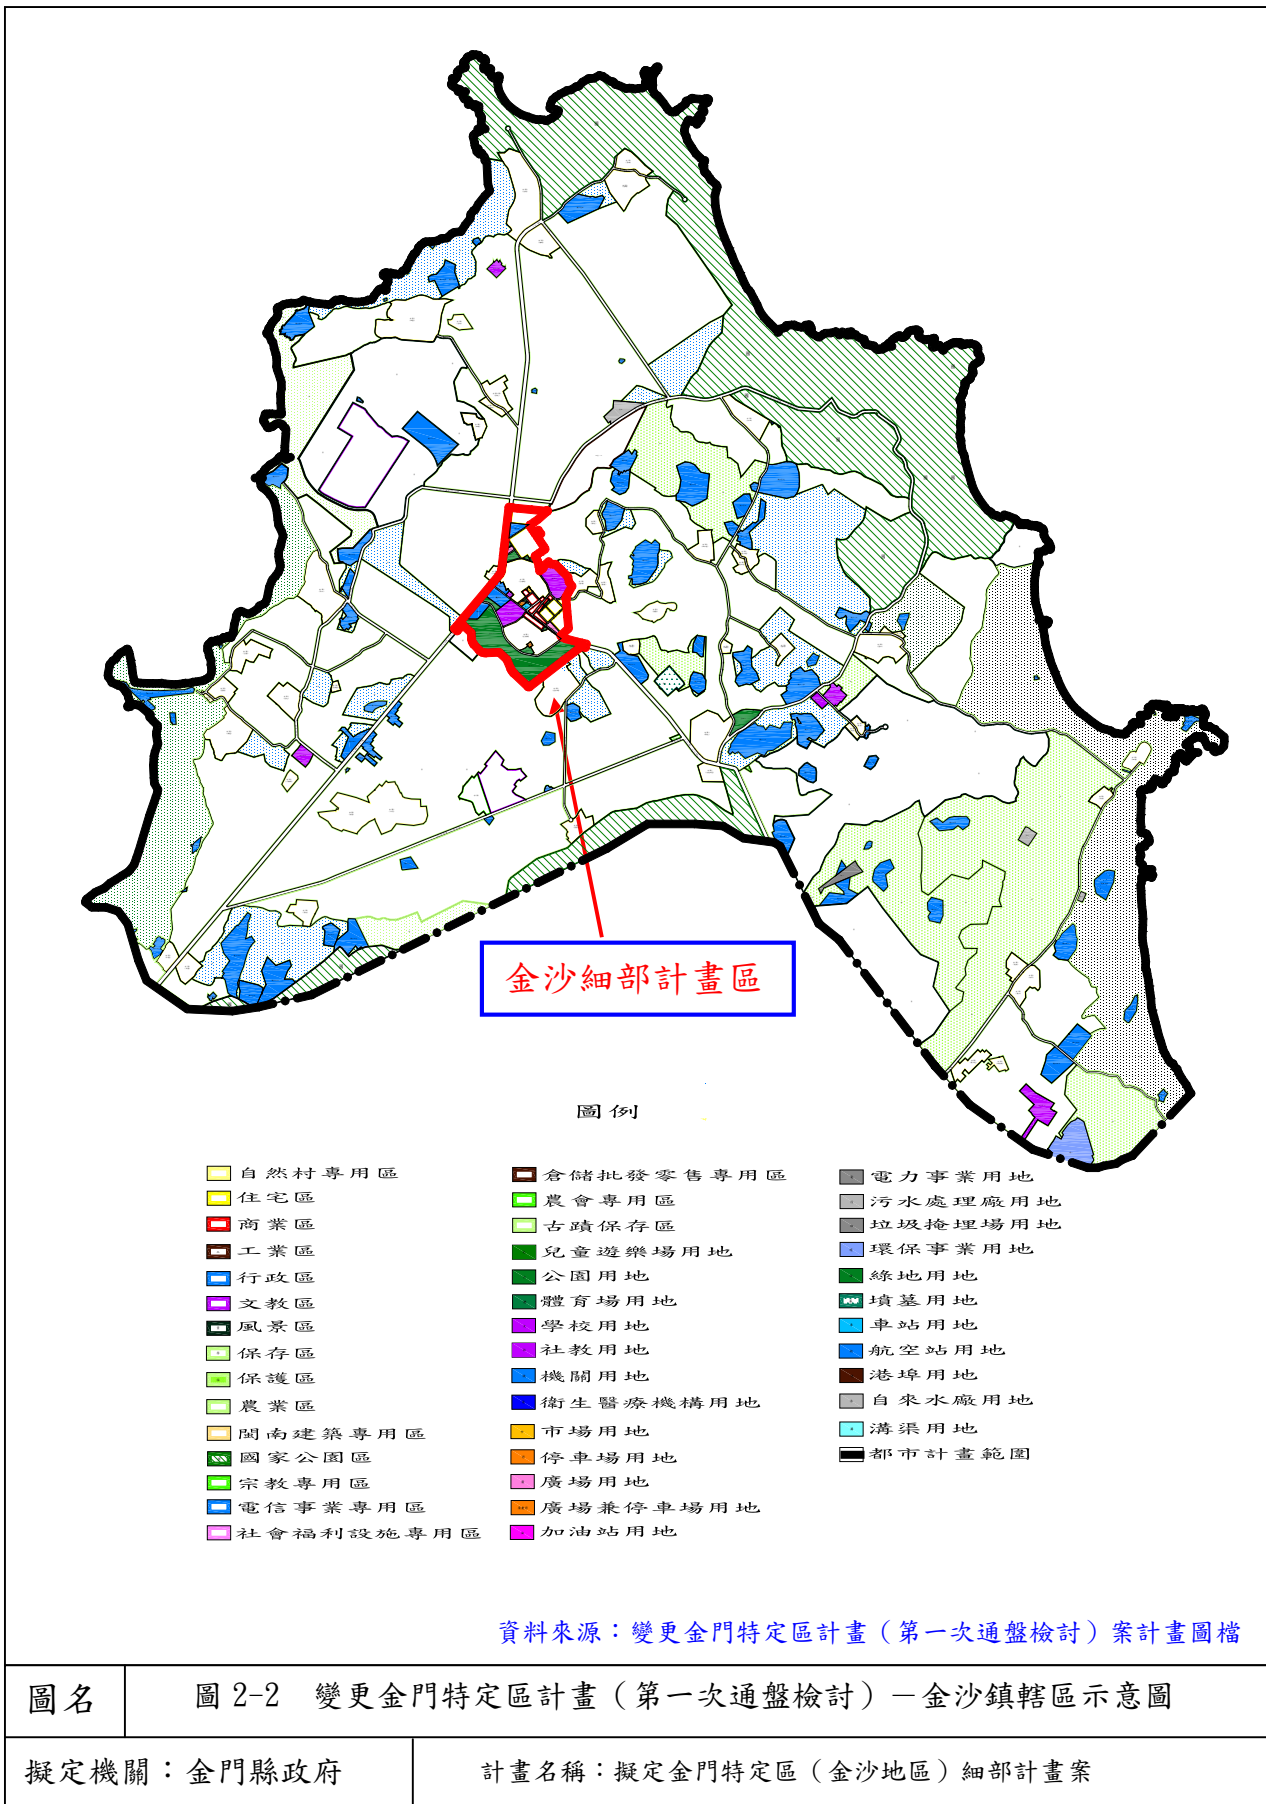 金沙細部計畫區
圖例
自然村專用區
住宅區
商業區
工業區
行政區
文教區
風景區
保存區
保護區
農業區
閩南建築專用區
國家公園區
宗教專用區
電信事業專用區
社會福利設施專用區
倉儲批發零售專用區
農會專用區
古蹟保存區
兒童遊樂場用地
公園用地
體育場用地
學校用地
社教用地
機關用地
衛生醫療機構用地
市場用地
停車場用地
廣場用地
廣場兼停車場用地
加油站用地
電力事業用地
污水處理廠用地
垃圾掩埋場用地
環保事業用地
綠地用地
墳墓用地
車站用地
航空站用地
港埠用地
自來水廠用地
溝渠用地
都市計畫範圍
資料來源：變更金門特定區計畫（第一次通盤檢討）案計畫圖檔
圖名 圖 2-2 變更金門特定區計畫（第一次通盤檢討）－金沙鎮轄區示意圖
擬定機關：金門縣政府 計畫名稱：擬定金門特定區（金沙地區）細部計畫案